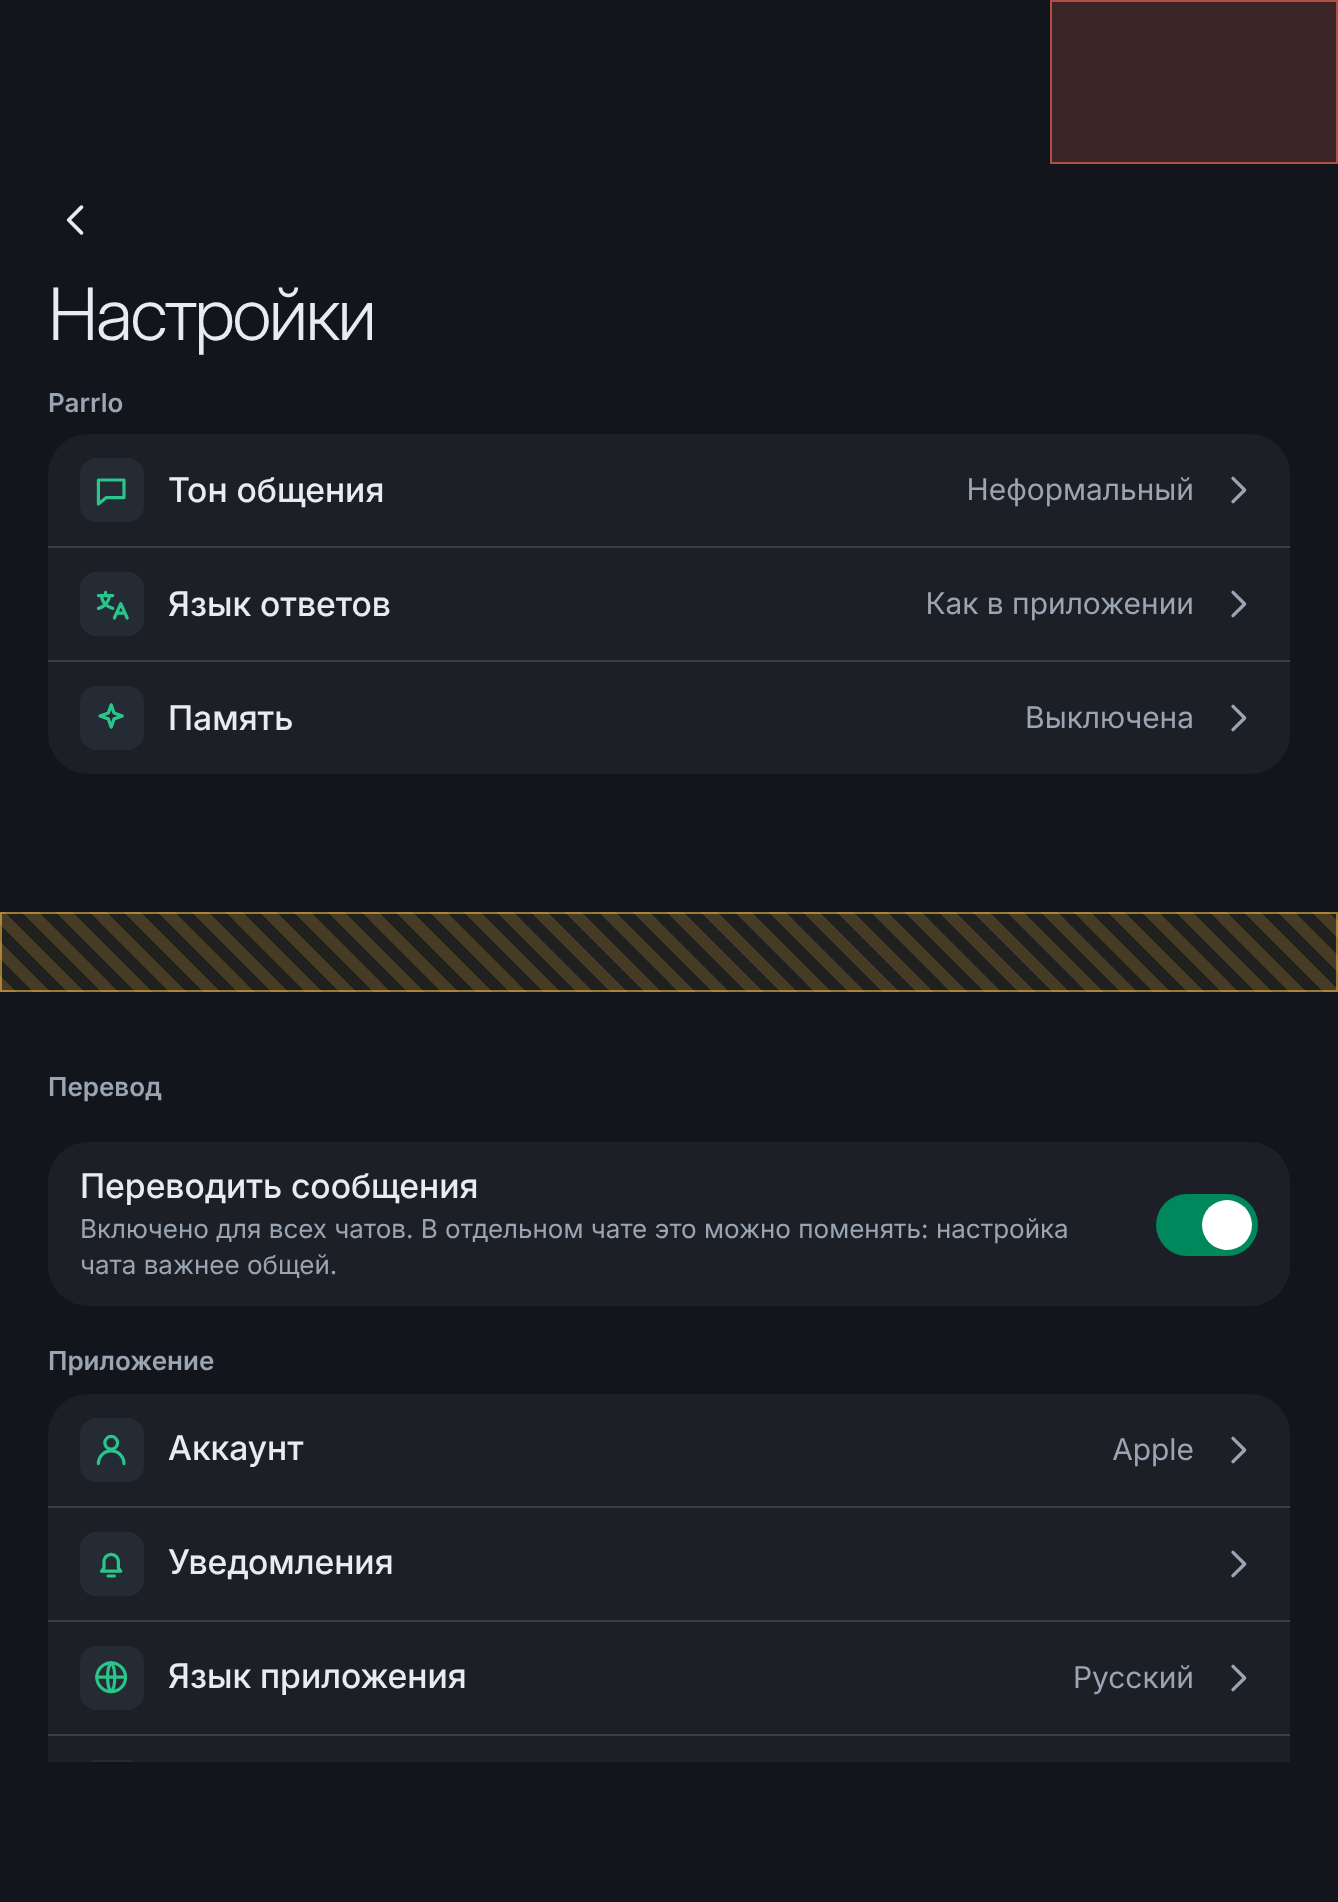 Настройки
Parrlo
Тон общения Неформальный
Язык ответов Как в приложении
Память Выключена
Перевод
Переводить сообщения
Включено для всех чатов. В отдельном чате это можно поменять: настройка
чата важнее общей.
Приложение
Аккаунт Apple
Уведомления
Язык приложения Русский